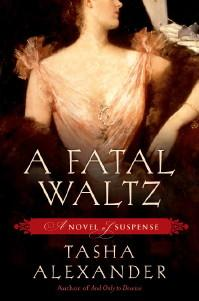 A FATAL
WALTZ
A NOVEL of SUSPENSE
TASHA
ALEXANDER
Author of And Only to Deceive